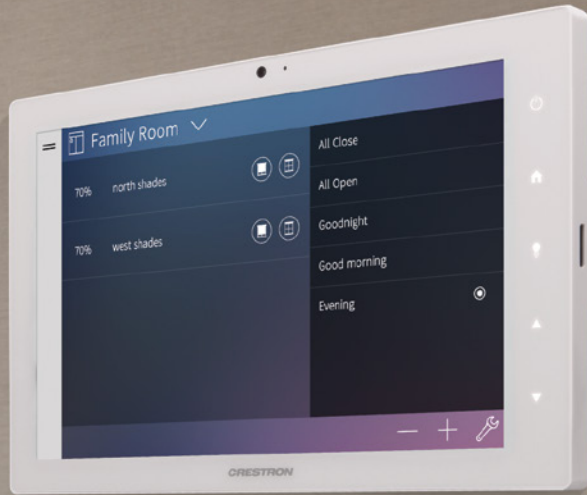 Family Room
70% north shades
70% west shades
All Close
All Open
Goodnight
Good morning
Evening
CRESTRON